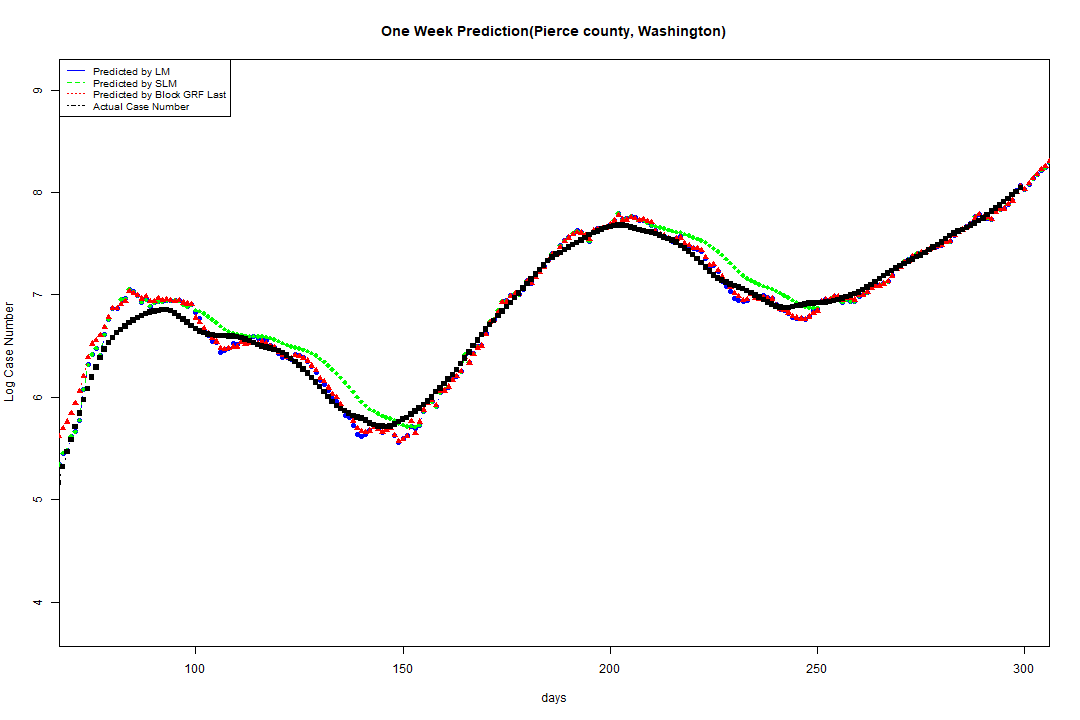 One Week Prediction(Pierce county, Washington)
Predicted by LM
Predicted by SLM
Predicted by Block GRF Last
Actual Case Number
9
8
7
6
5
4
Log Case Number
100 150 200 250 300
days